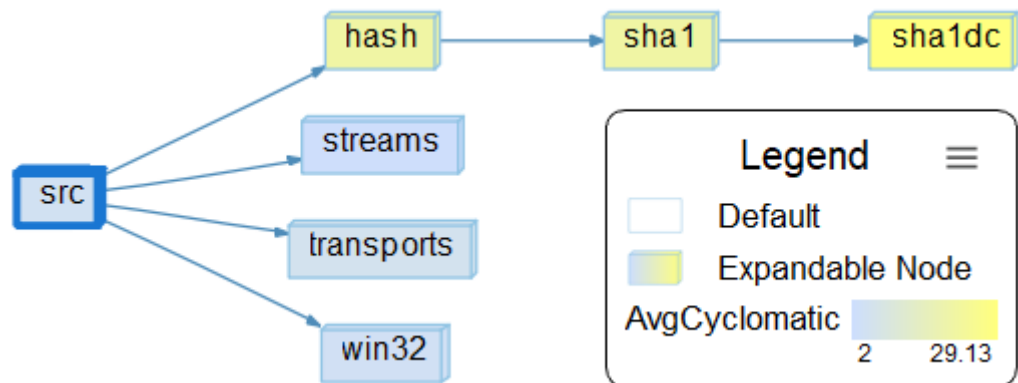 hash
sha1
sha1dc
streams
src
transports
win32
Legend
Default
Expandable Node
AvgCyclomatic
2
29.13